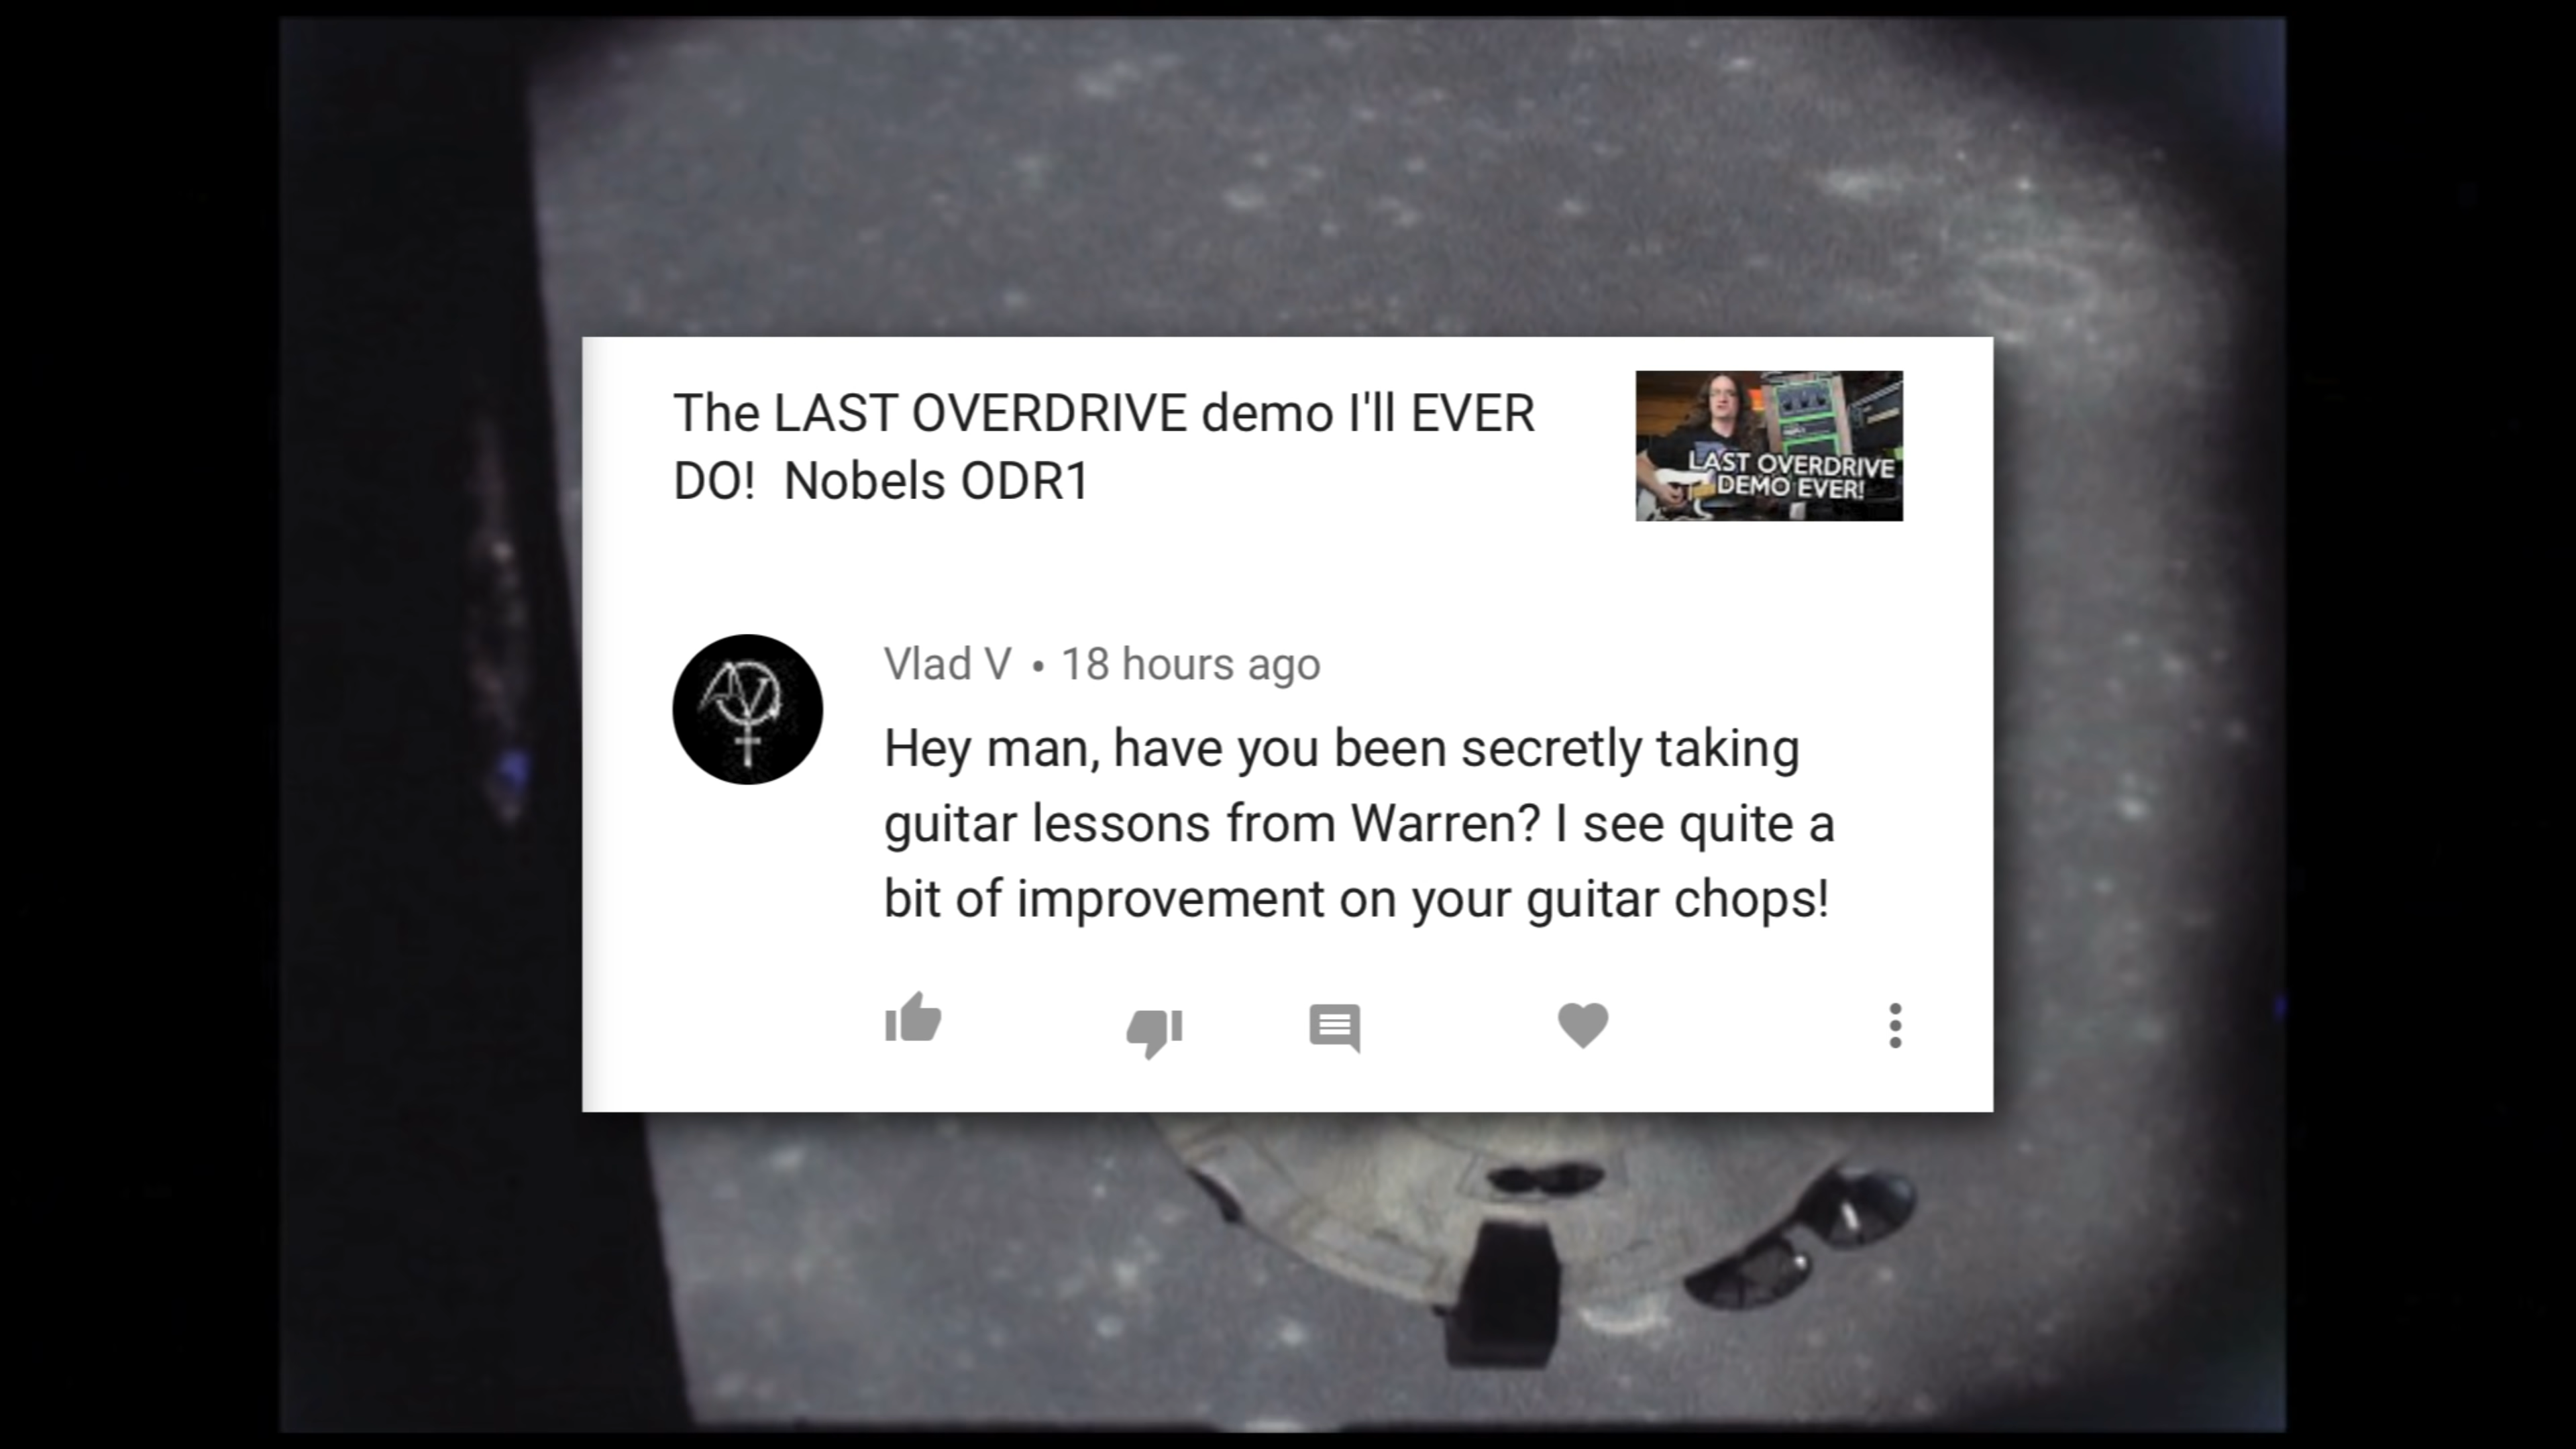 The LAST OVERDRIVE demo I'll EVER
DO!  Nobels ODR1
LAST OVERDRIVE
DEMO EVER!
Vlad V • 18 hours ago
Hey man, have you been secretly taking
guitar lessons from Warren? I see quite a
bit of improvement on your guitar chops!